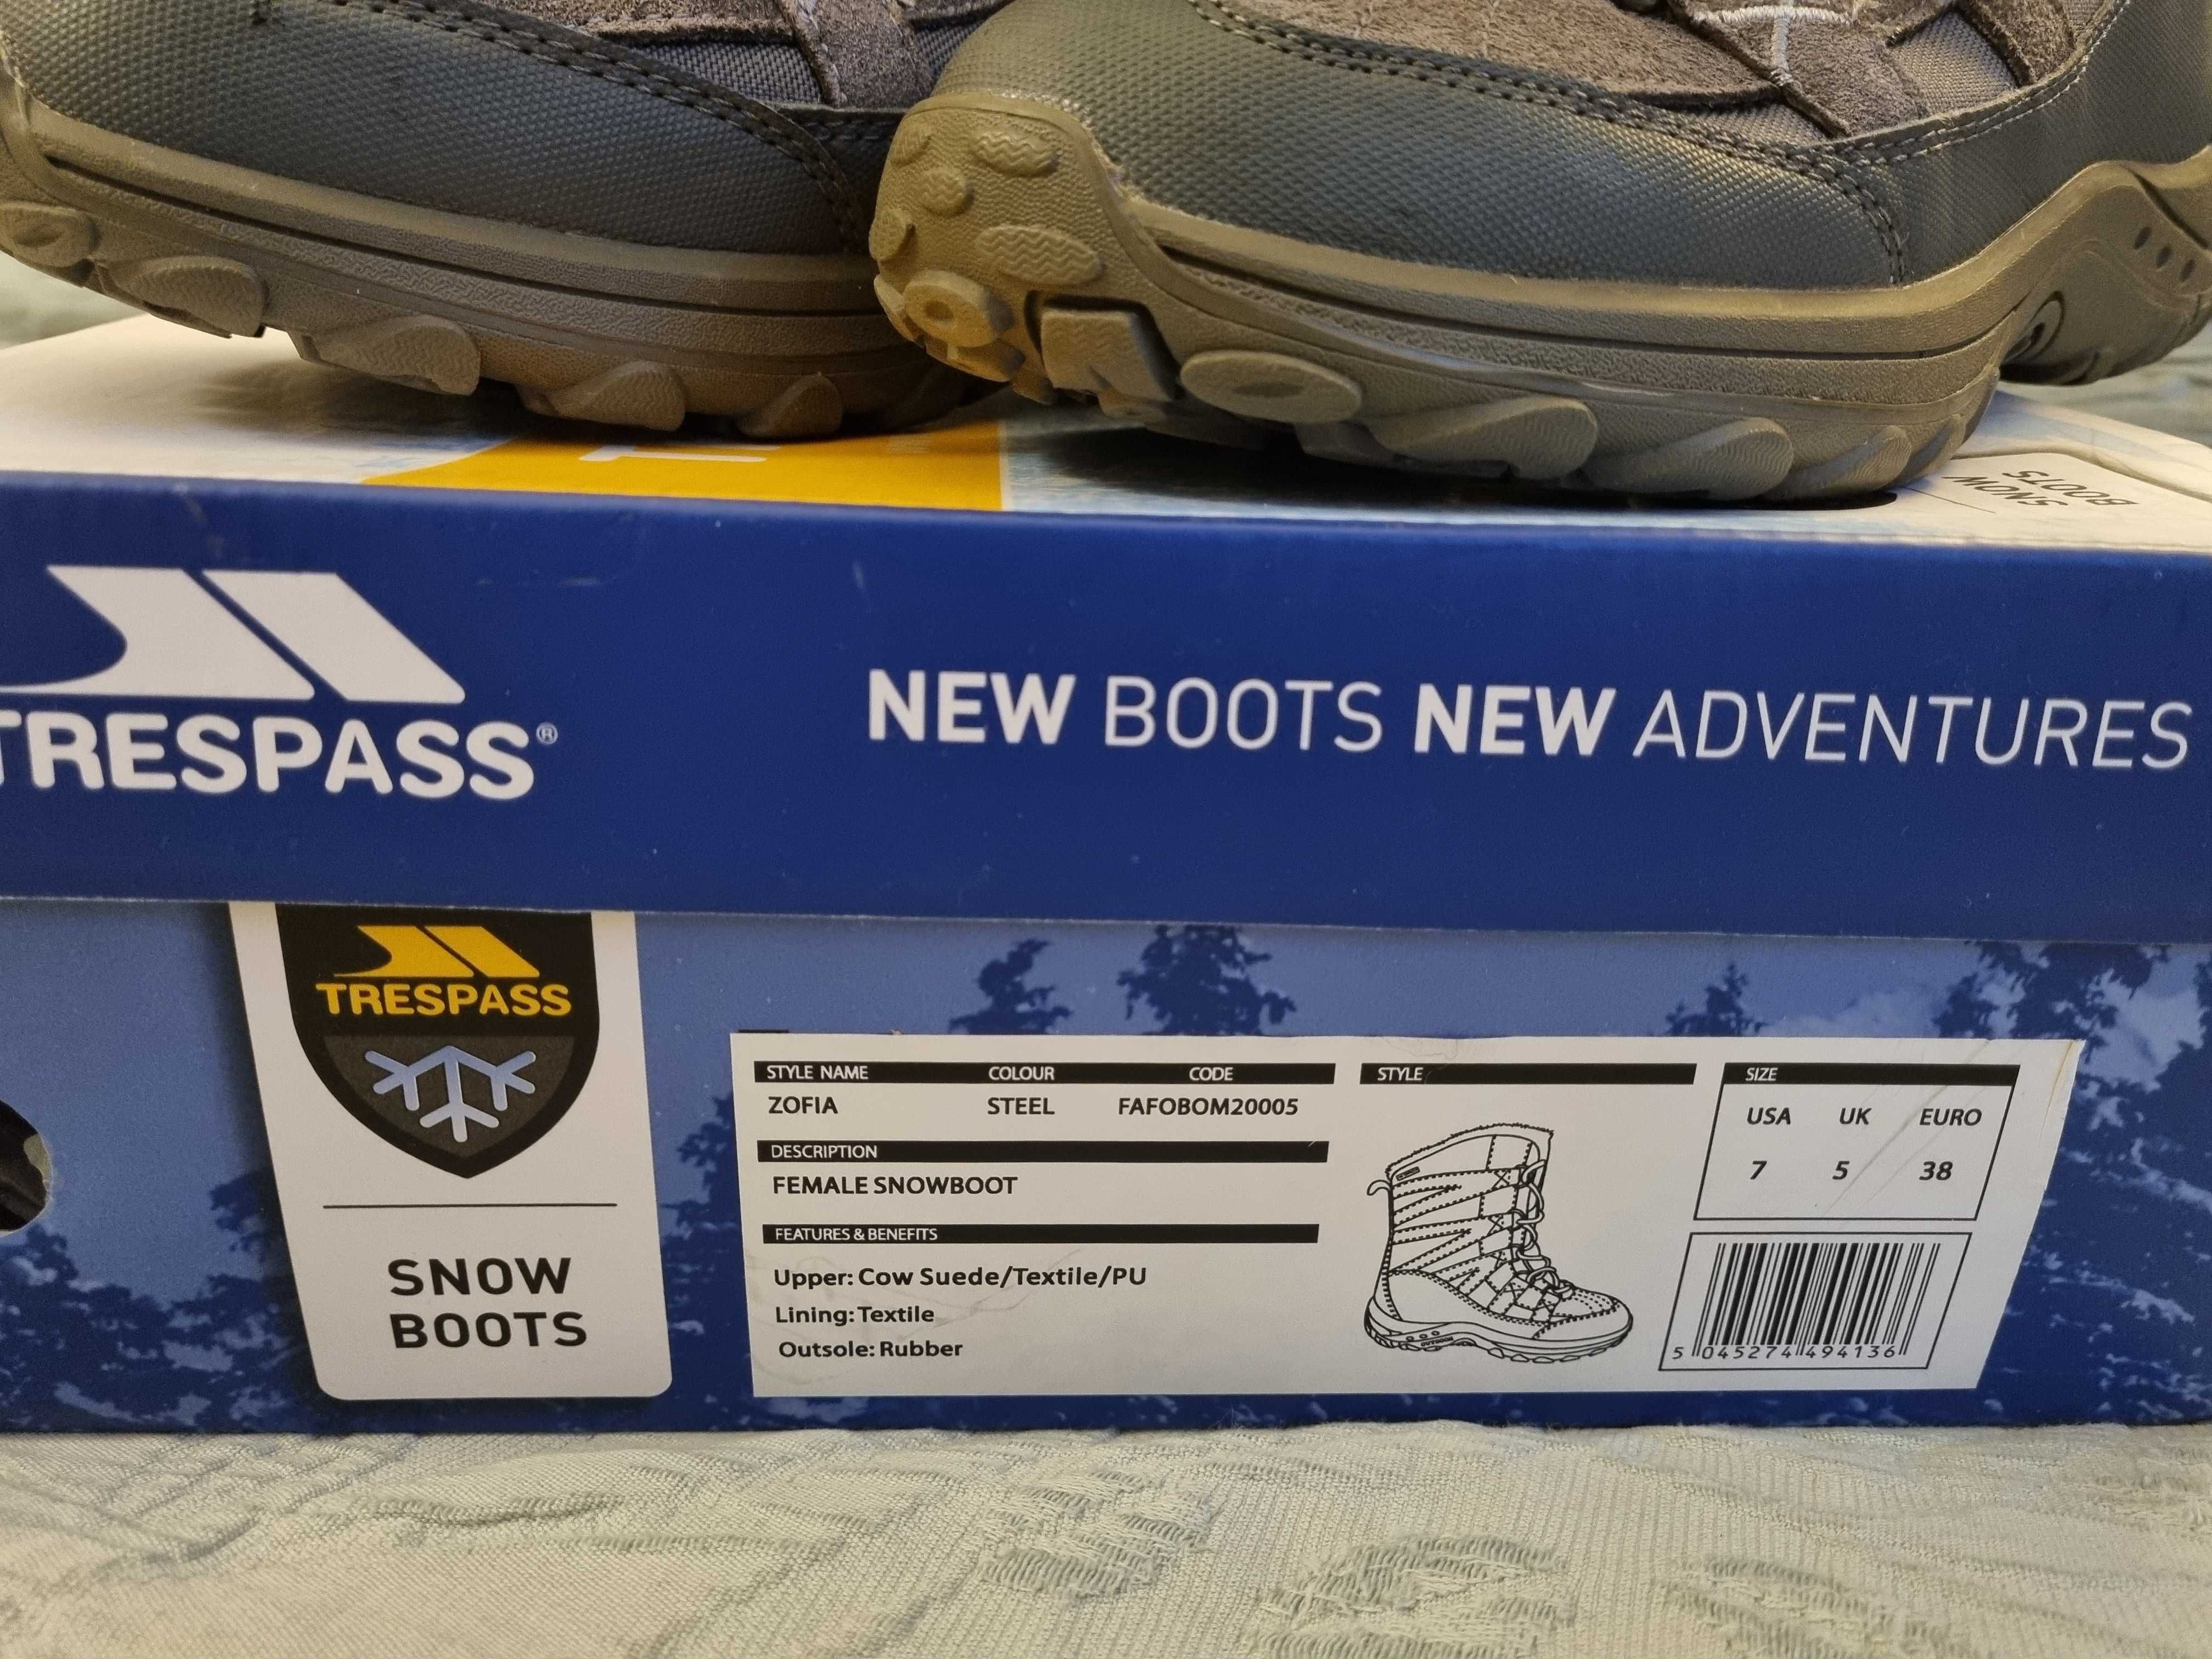 SNOW
BOOTS
TRESPASS®
NEW BOOTS NEW ADVENTURES
TRESPASS
SNOW
BOOTS
STYLE NAME COLOUR CODE
ZOFIA STEEL FAFOBOM20005
DESCRIPTION
FEMALE SNOWBOOT
FEATURES & BENEFITS
Upper: Cow Suede/Textile/PU
Lining: Textile
Outsole: Rubber
STYLE
SIZE
USA UK EURO
7 5 38
5 045274 494136